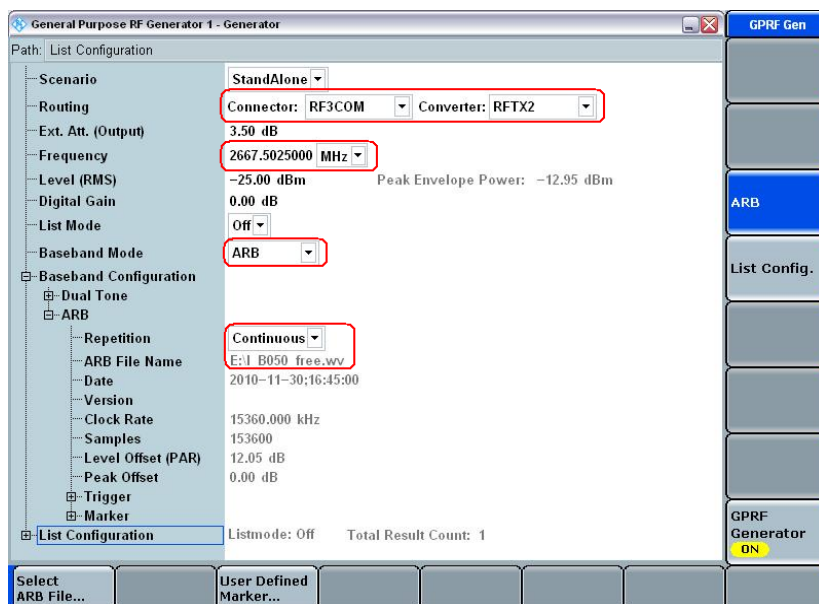 General Purpose RF Generator 1 - Generator
GPRF Gen
Path: List Configuration
Scenario StandAlone
Routing Connector: RF3COM Converter: RFTX2
Ext. Att. (Output) 3.50 dB
Frequency 2667.5025000 MHz
Level (RMS) -25.00 dBm Peak Envelope Power: -12.95 dBm
Digital Gain 0.00 dB
ARB
List Mode Off
Baseband Mode ARB
List Config.
Baseband Configuration
Dual Tone
ARB
Repetition Continuous
ARB File Name E:\I_B050_free.wv
Date 2010-11-30;16:45:00
Version
Clock Rate 15360.000 kHz
Samples 153600
Level Offset (PAR) 12.05 dB
Peak Offset 0.00 dB
Trigger
Marker
List Configuration Listmode: Off Total Result Count: 1
GPRF
Generator
ON
Select
ARB File...
User Defined
Marker...